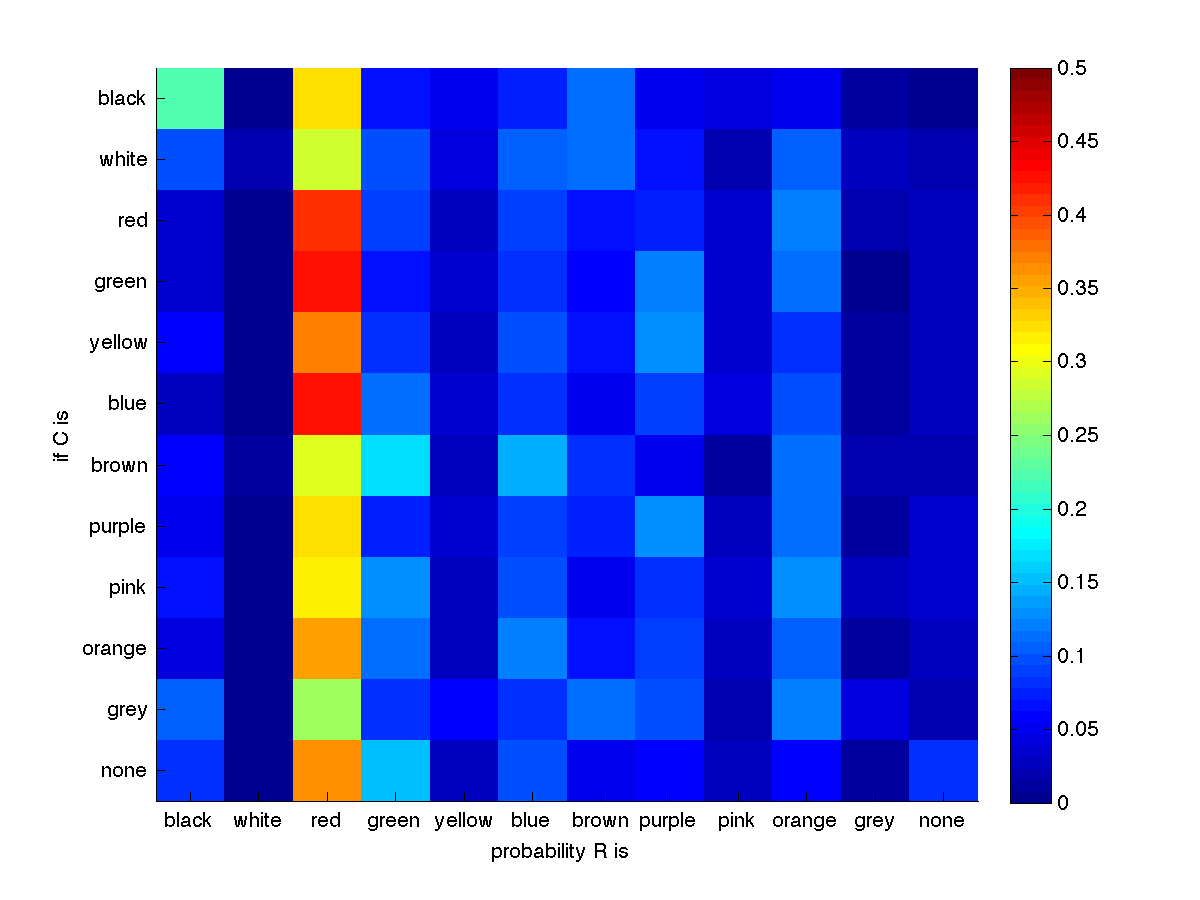 black
white
red
green
yellow
blue
brown
purple
pink
orange
grey
none
if C is
black white red green yellow blue brown purple pink orange grey none
probability R is
0.5
0.45
0.4
0.35
0.3
0.25
0.2
0.15
0.1
0.05
0